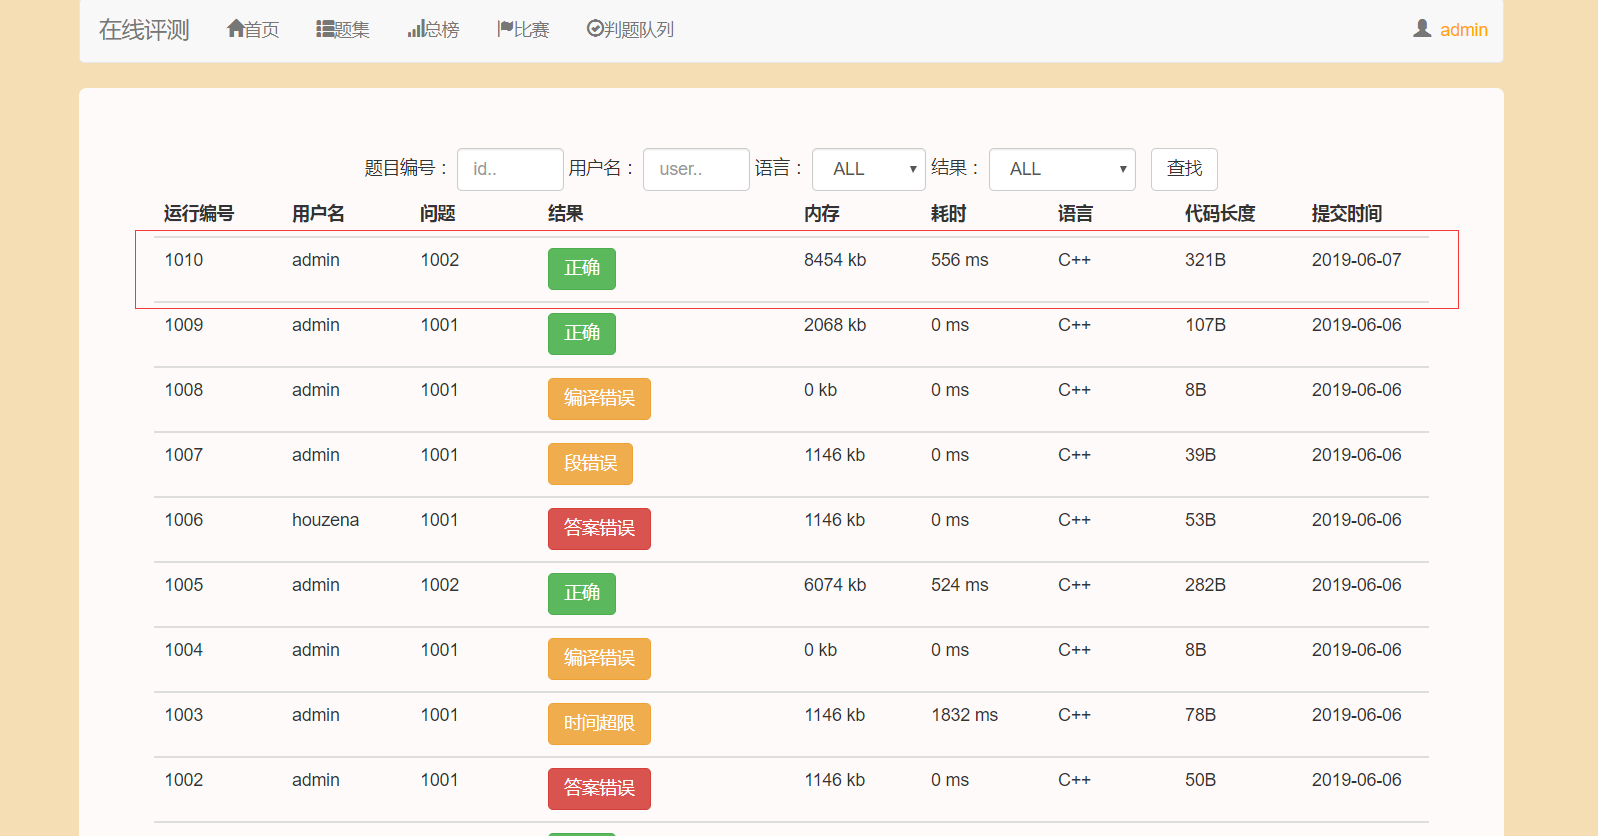 在线评测 首页 题集 总榜 比赛 判题队列 admin
题目编号： id.. 用户名： user.. 语言： ALL 结果： ALL 查找
运行编号 用户名 问题 结果 内存 耗时 语言 代码长度 提交时间
1010 admin 1002 正确 8454 kb 556 ms C++ 321B 2019-06-07
1009 admin 1001 正确 2068 kb 0 ms C++ 107B 2019-06-06
1008 admin 1001 编译错误 0 kb 0 ms C++ 8B 2019-06-06
1007 admin 1001 段错误 1146 kb 0 ms C++ 39B 2019-06-06
1006 houzena 1001 答案错误 1146 kb 0 ms C++ 53B 2019-06-06
1005 admin 1002 正确 6074 kb 524 ms C++ 282B 2019-06-06
1004 admin 1001 编译错误 0 kb 0 ms C++ 8B 2019-06-06
1003 admin 1001 时间超限 1146 kb 1832 ms C++ 78B 2019-06-06
1002 admin 1001 答案错误 1146 kb 0 ms C++ 50B 2019-06-06